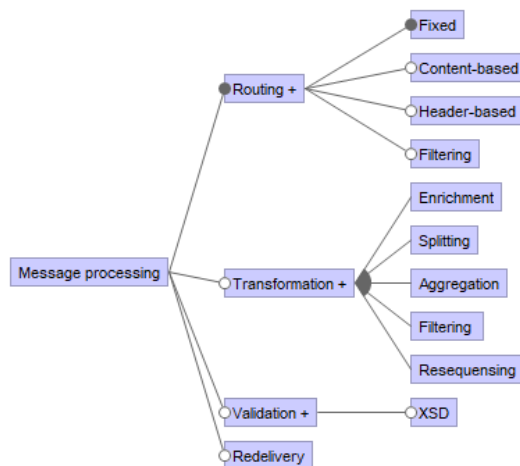 Message processing
Routing +
Fixed
Content-based
Header-based
Filtering
Transformation +
Enrichment
Splitting
Aggregation
Filtering
Resequensing
Validation +
XSD
Redelivery